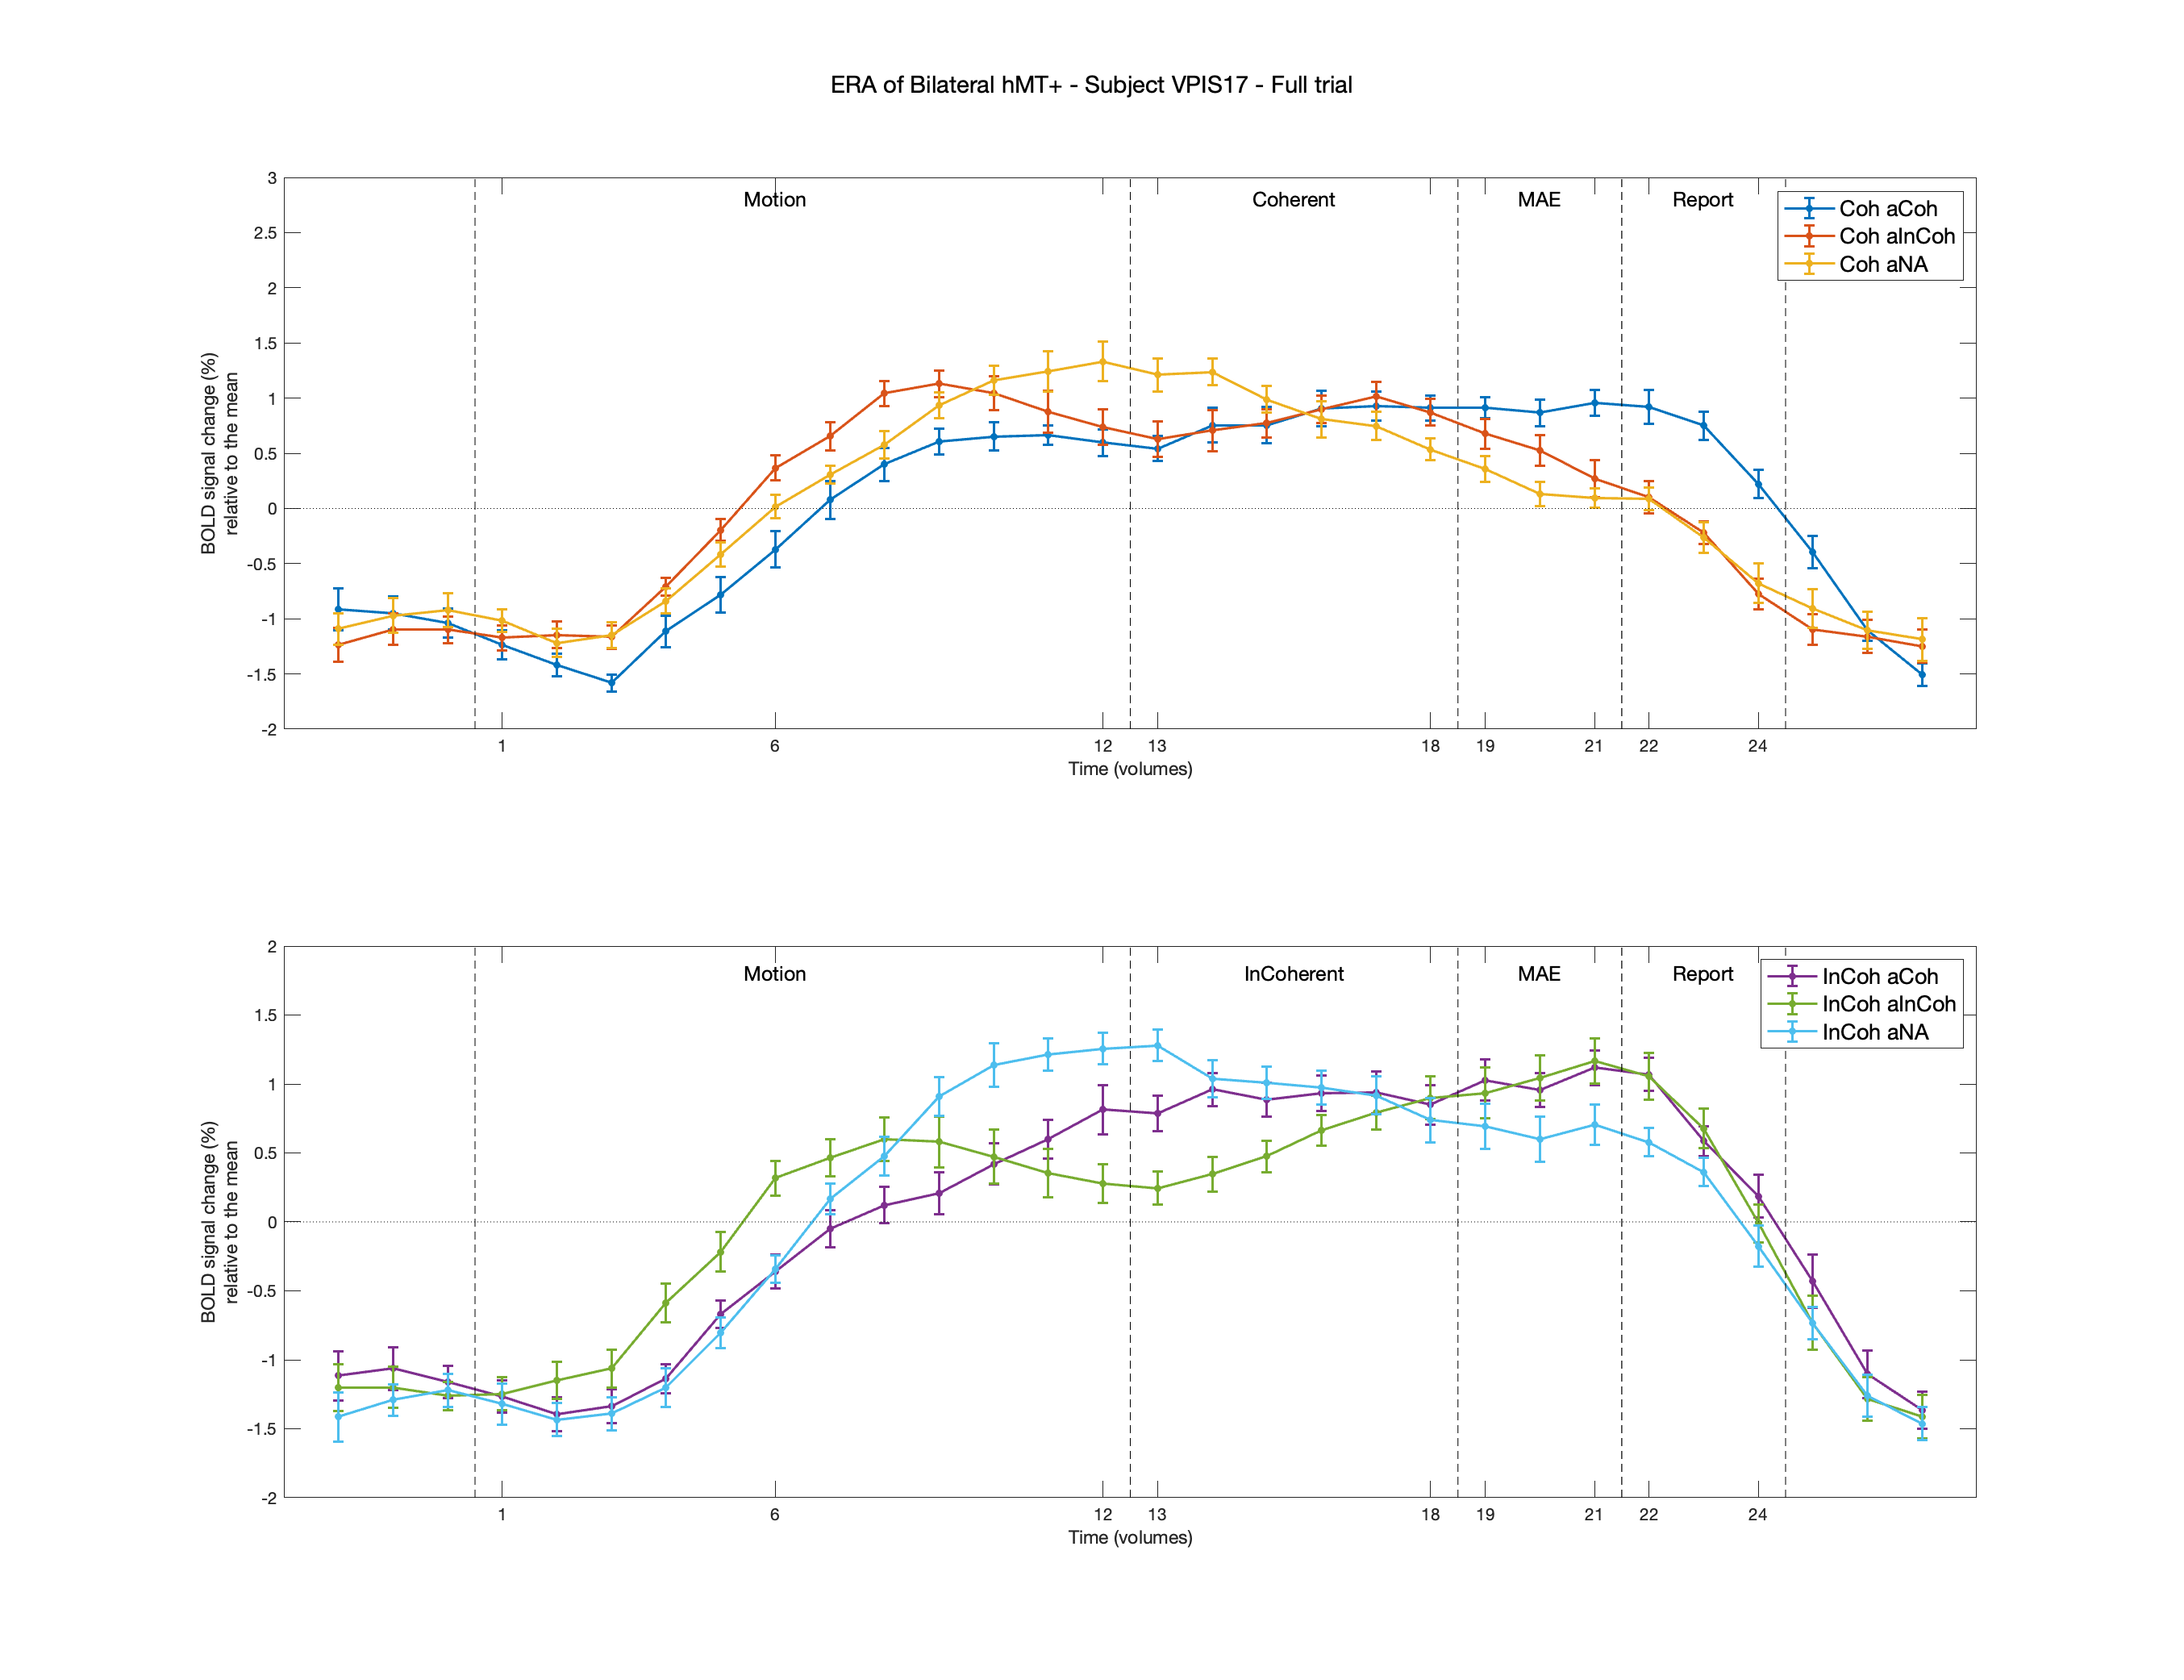 ERA of Bilateral hMT+ - Subject VPIS17 - Full trial
3
2.5
2
1.5
1
0.5
0
-0.5
-1
-1.5
-2
BOLD signal change (%)
relative to the mean
Motion
Coherent
MAE
Report
Coh aCoh
Coh aInCoh
Coh aNA
1
6
12
13
18
19
21
22
24
Time (volumes)
2
1.5
1
0.5
0
-0.5
-1
-1.5
-2
BOLD signal change (%)
relative to the mean
Motion
InCoherent
MAE
Report
InCoh aCoh
InCoh aInCoh
InCoh aNA
1
6
12
13
18
19
21
22
24
Time (volumes)